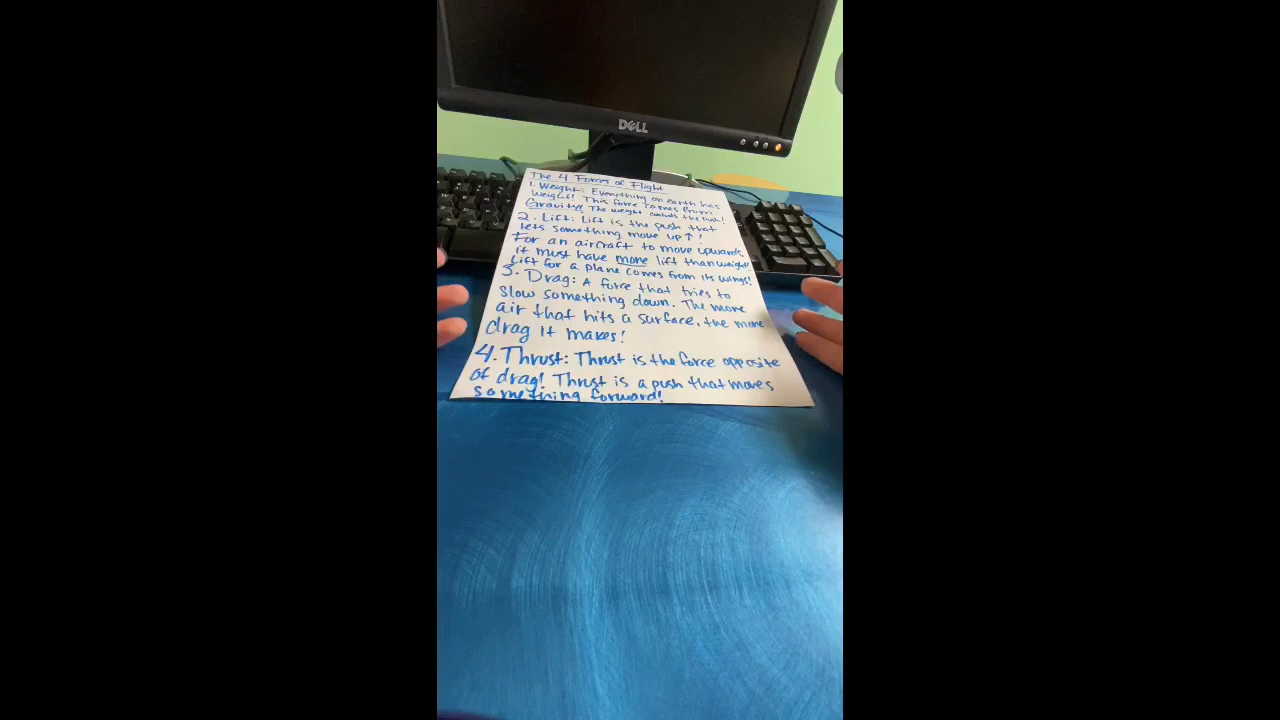 DELL
The 4 Forces of Flight
1. Weight: Everything on earth has
Weight! This force comes from
Gravity!! The weight controls the
2. Lift: Lift is the push that
lets something move up ↑!
For an aircraft to move upwards,
it must have more lift than weight!
Lift for a plane comes from its wings!
3. Drag: A force that tries to
slow something down. The more
air that hits a surface, the more
drag it makes!
4. Thrust: Thrust is the force opposite
of drag! Thrust is a push that moves
something forward!